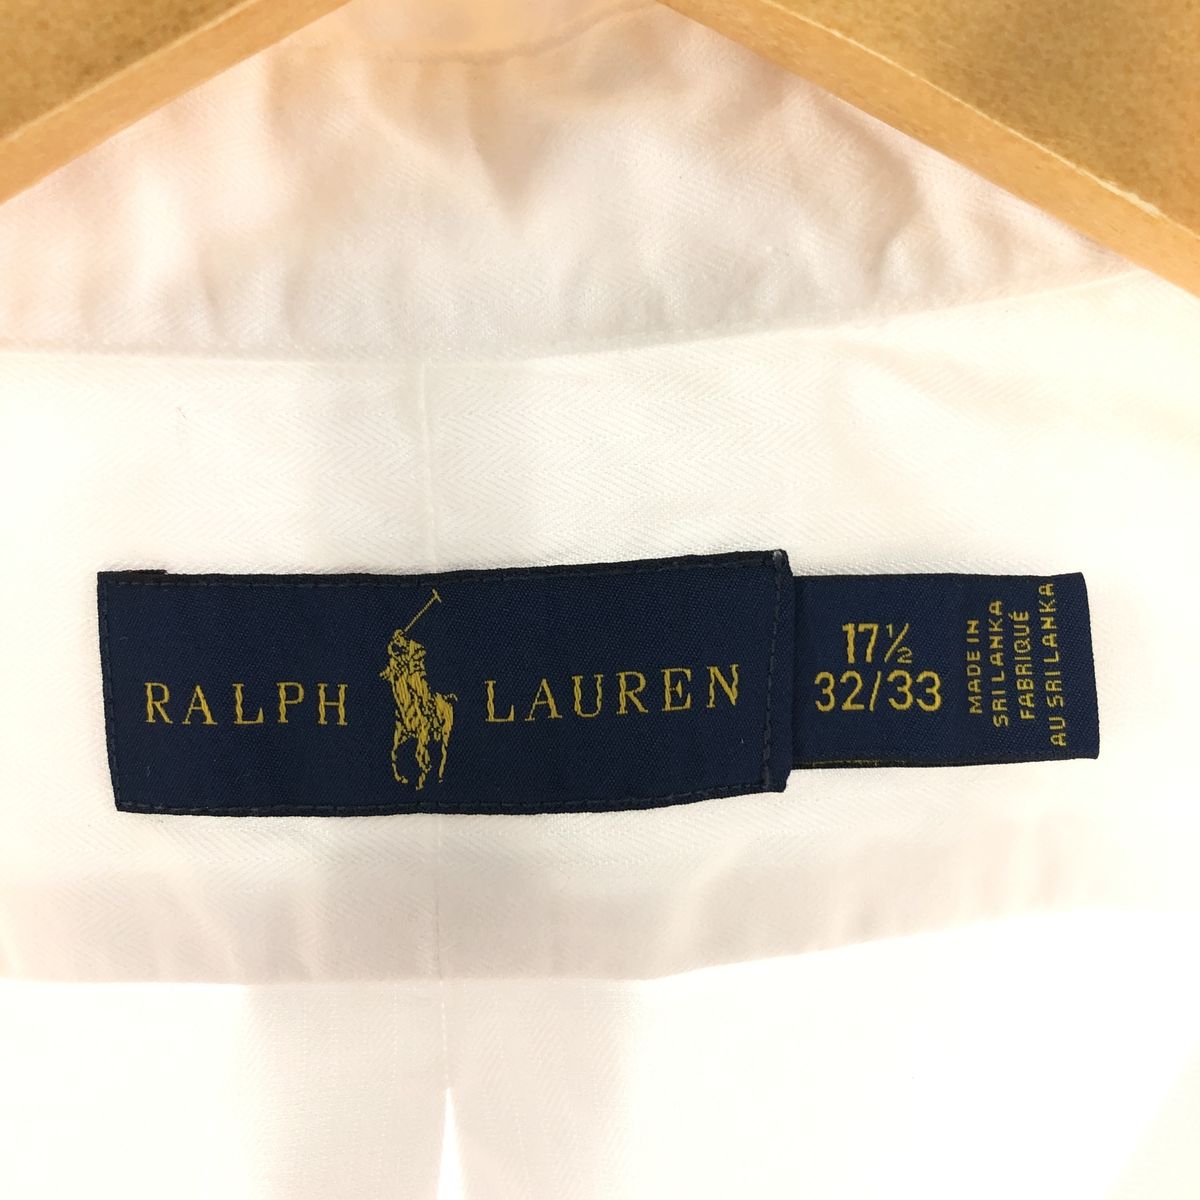 RALPH LAUREN
17½
32/33
MADE IN
SRI LANKA
FABRIQUÉ
AU SRI LANKA